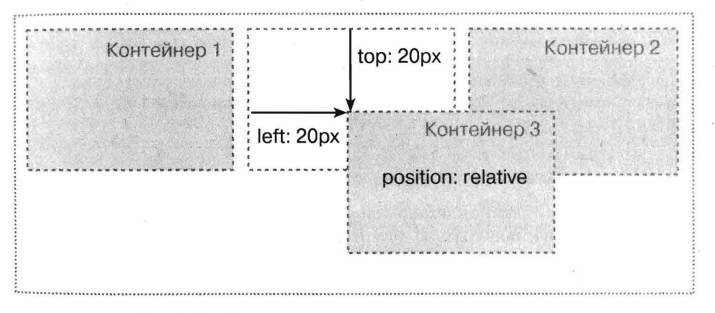 Контейнер 1
top: 20px
Контейнер 2
left: 20px
Контейнер 3
position: relative